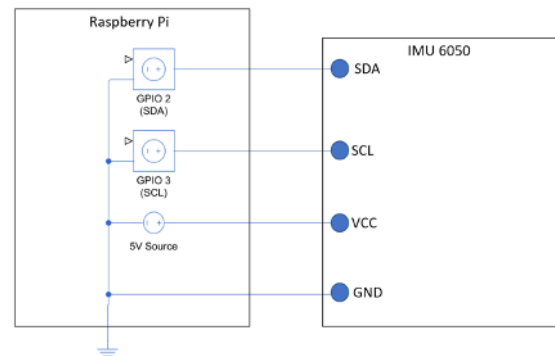 Raspberry Pi
IMU 6050
SDA
GPIO 2
(SDA)
SCL
GPIO 3
(SCL)
VCC
5V Source
GND